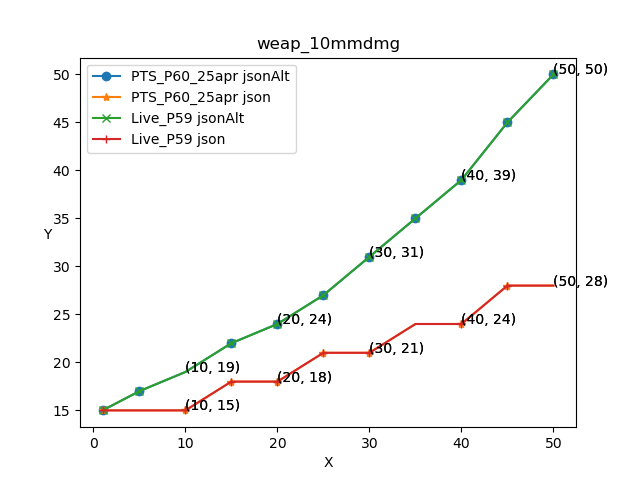 weap_10mmdmg
PTS_P60_25apr jsonAlt
PTS_P60_25apr json
Live_P59 jsonAlt
Live_P59 json
50
45
40
35
30
25
20
15
Y
(50, 50)
(40, 39)
(30, 31)
(50, 28)
(20, 24)
(40, 24)
(30, 21)
(10, 19)
(20, 18)
(10, 15)
0 10 20 30 40 50
X